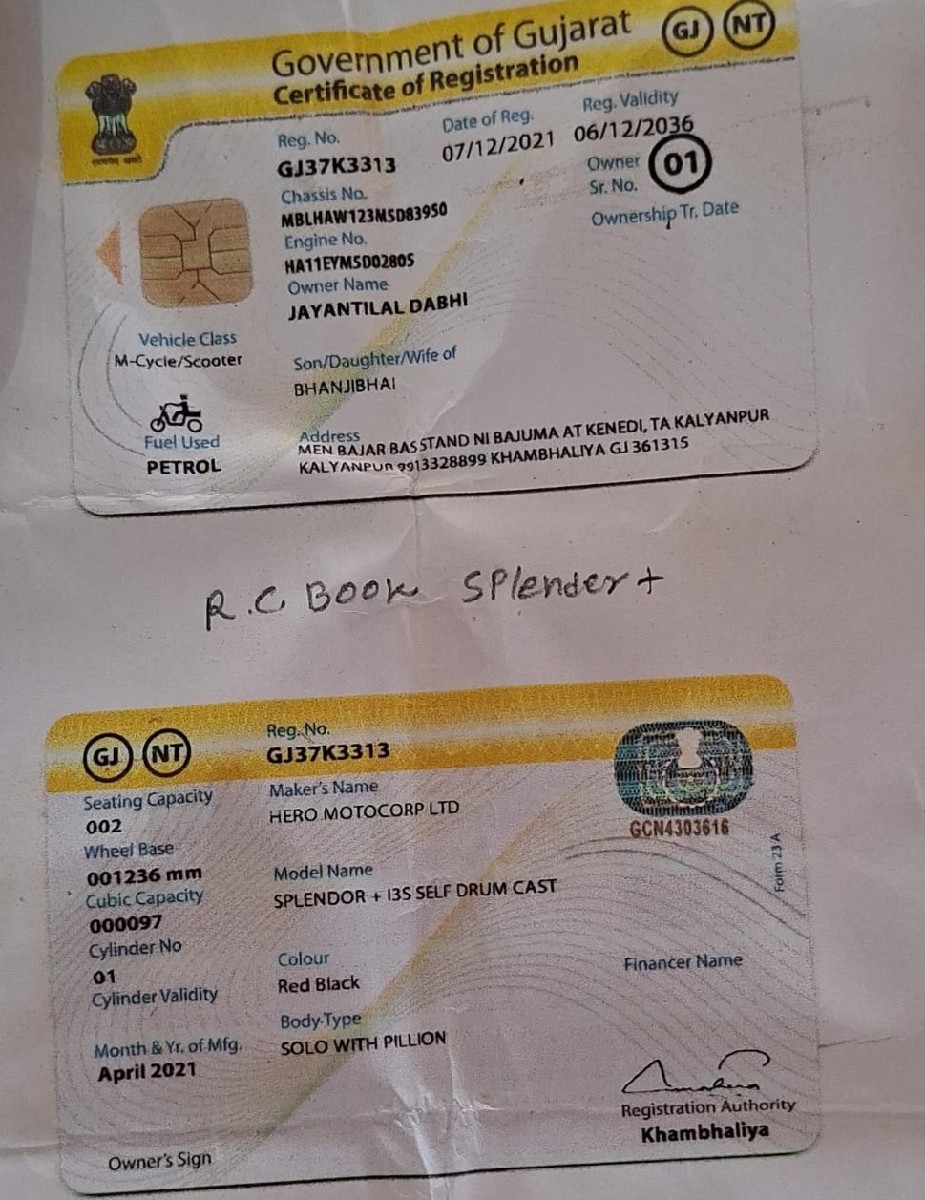 Government of Gujarat GJ NT
Certificate of Registration
Reg. No. Date of Reg. Reg. Validity
GJ37K3313 07/12/2021 06/12/2036
Chassis No. Owner Sr. No. 01
MBLHAW123M5D83950
Ownership Tr. Date
Engine No.
HA11EYM5D02805
Owner Name
JAYANTILAL DABHI
Vehicle Class
M-Cycle/Scooter
Son/Daughter/Wife of
BHANJIBHAI
Fuel Used
PETROL
Address
MEN BAJAR BAS STAND NI BAJUMA AT KENEDI, TA KALYANPUR
KALYANPUR 9913328899 KHAMBHALIYA GJ 361315
R.C BOOK Splender +
GJ NT
Reg. No.
GJ37K3313
Seating Capacity
002
Maker's Name
HERO MOTOCORP LTD
GCN4303616
Wheel Base
001236 mm
Model Name
SPLENDOR + I3S SELF DRUM CAST
Form 23 A
Cubic Capacity
000097
Cylinder No
01
Colour
Red Black
Financer Name
Cylinder Validity
Body-Type
SOLO WITH PILLION
Month & Yr. of Mfg.
April 2021
Registration Authority
Khambhaliya
Owner's Sign